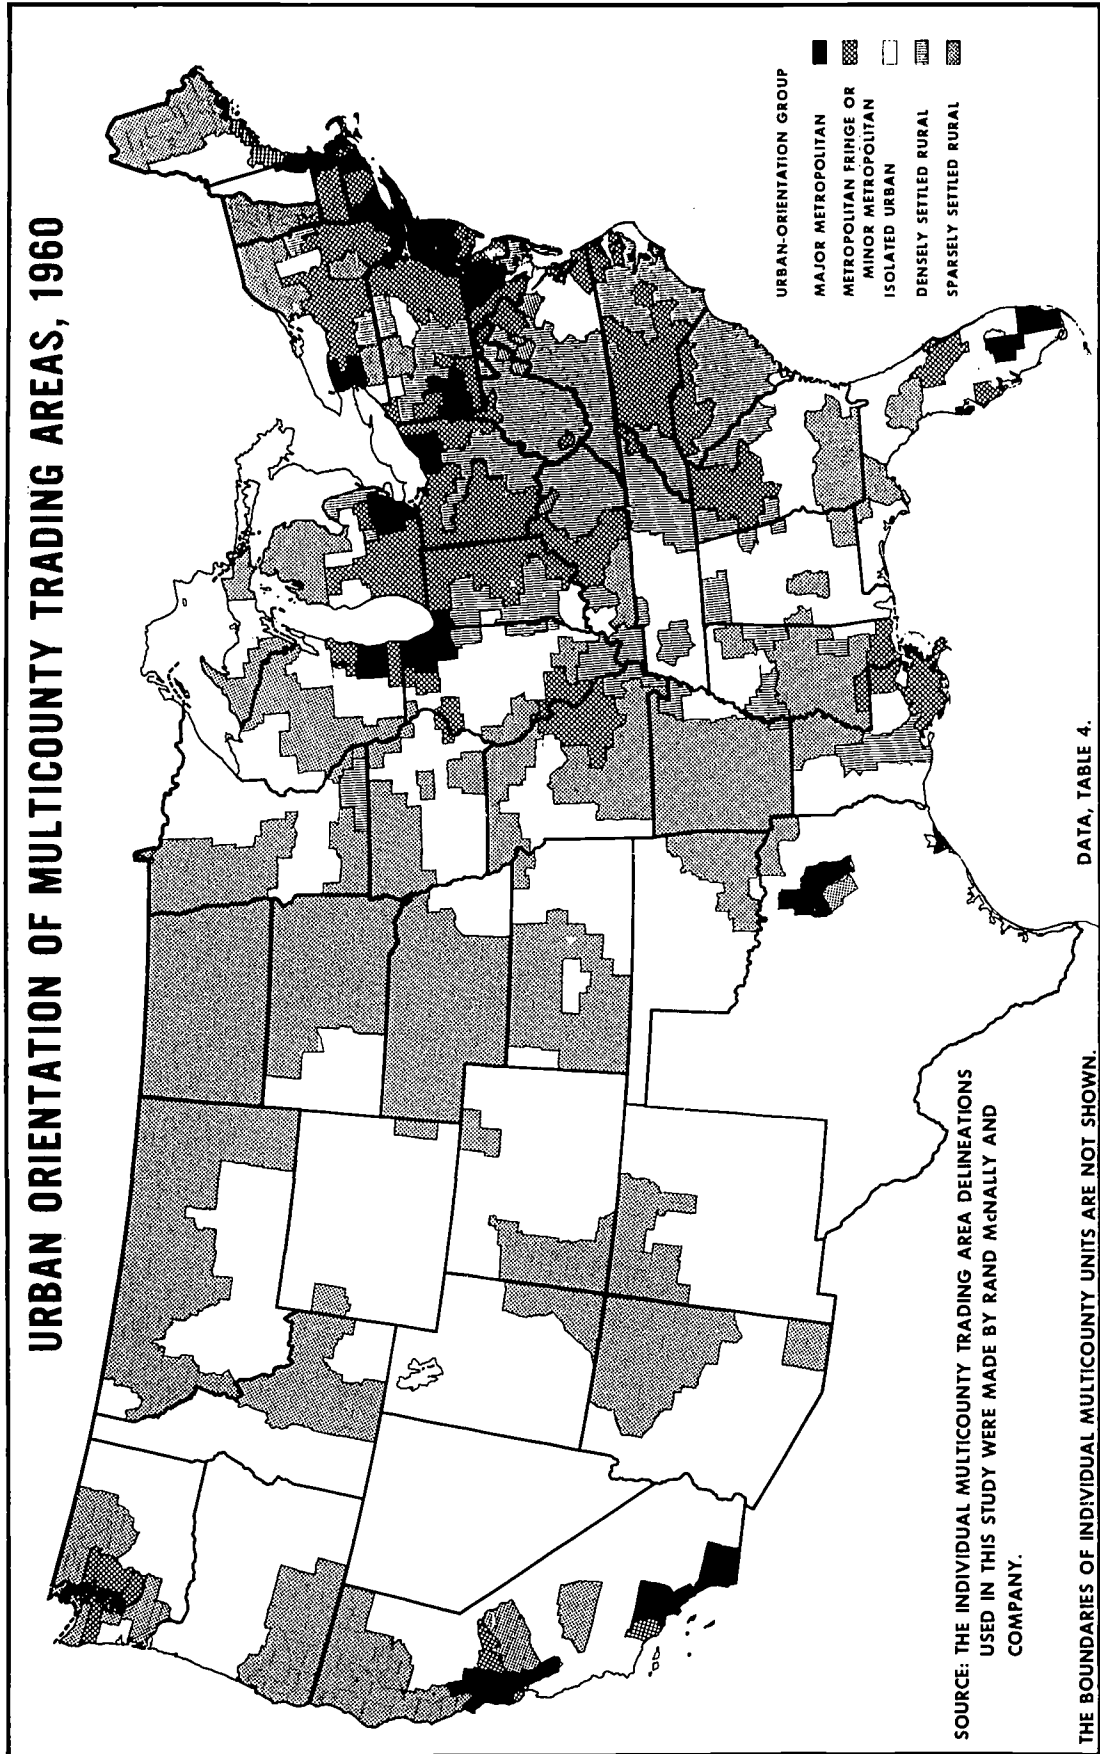 URBAN ORIENTATION OF MULTICOUNTY TRADING AREAS, 1960
URBAN-ORIENTATION GROUP
MAJOR METROPOLITAN
METROPOLITAN FRINGE OR
MINOR METROPOLITAN
ISOLATED URBAN
DENSELY SETTLED RURAL
SPARSELY SETTLED RURAL
SOURCE: THE INDIVIDUAL MULTICOUNTY TRADING AREA DELINEATIONS
USED IN THIS STUDY WERE MADE BY RAND McNALLY AND
COMPANY.
DATA, TABLE 4.
THE BOUNDARIES OF INDIVIDUAL MULTICOUNTY UNITS ARE NOT SHOWN.